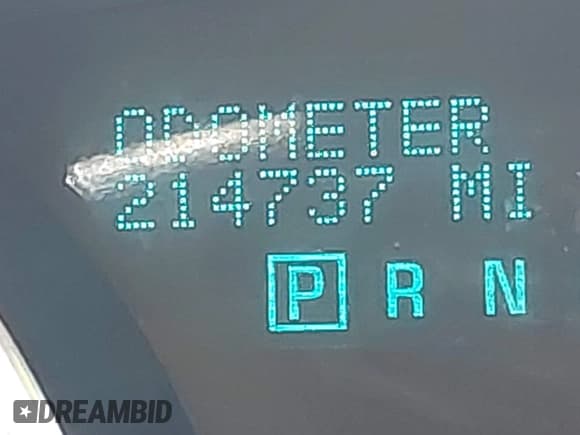 ODOMETER
214737 MI
P R N
DREAMBID